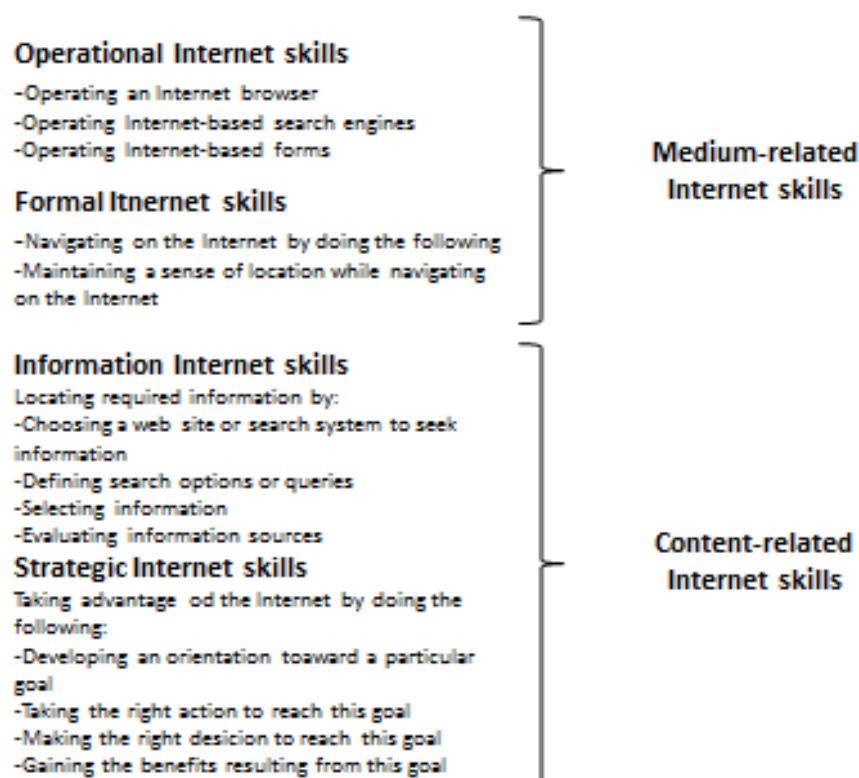 Operational Internet skills
-Operating an Internet browser
-Operating Internet-based search engines
-Operating Internet-based forms
Formal Itnernet skills
-Navigating on the Internet by doing the following
-Maintaining a sense of location while navigating
on the Internet
Medium-related
Internet skills
Information Internet skills
Locating required information by:
-Choosing a web site or search system to seek
information
-Defining search options or queries
-Selecting information
-Evaluating information sources
Strategic Internet skills
Taking advantage od the Internet by doing the
following:
-Developing an orientation toaward a particular
goal
-Taking the right action to reach this goal
-Making the right desicion to reach this goal
-Gaining the benefits resulting from this goal
Content-related
Internet skills